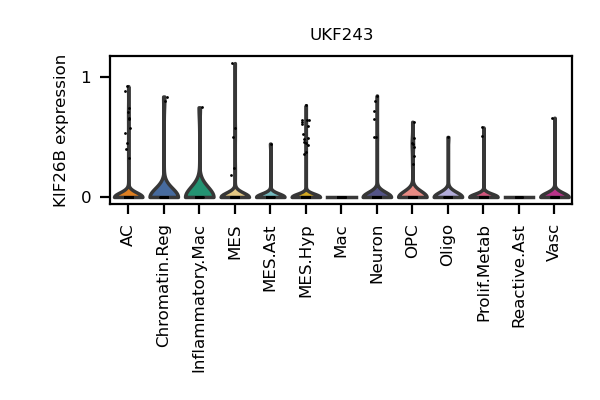 UKF243
KIF26B expression
1
0
AC
Chromatin.Reg
Inflammatory.Mac
MES
MES.Ast
MES.Hyp
Mac
Neuron
OPC
Oligo
Prolif.Metab
Reactive.Ast
Vasc